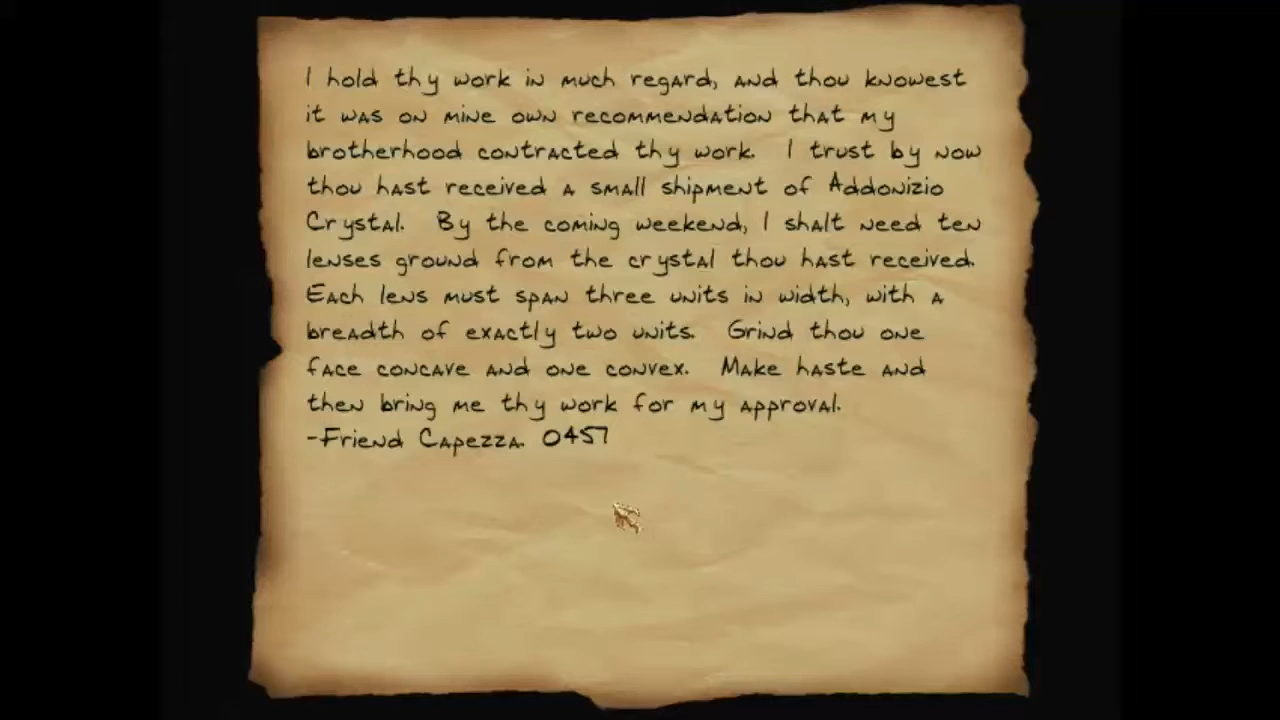 I hold thy work in much regard, and thou knowest
it was on mine own recommendation that my
brotherhood contracted thy work.  I trust by now
thou hast received a small shipment of Addonizio
Crystal.  By the coming weekend, I shalt need ten
lenses ground from the crystal thou hast received.
Each lens must span three units in width, with a
breadth of exactly two units.  Grind thou one
face concave and one convex.  Make haste and
then bring me thy work for my approval.
-Friend Capezza. 0457